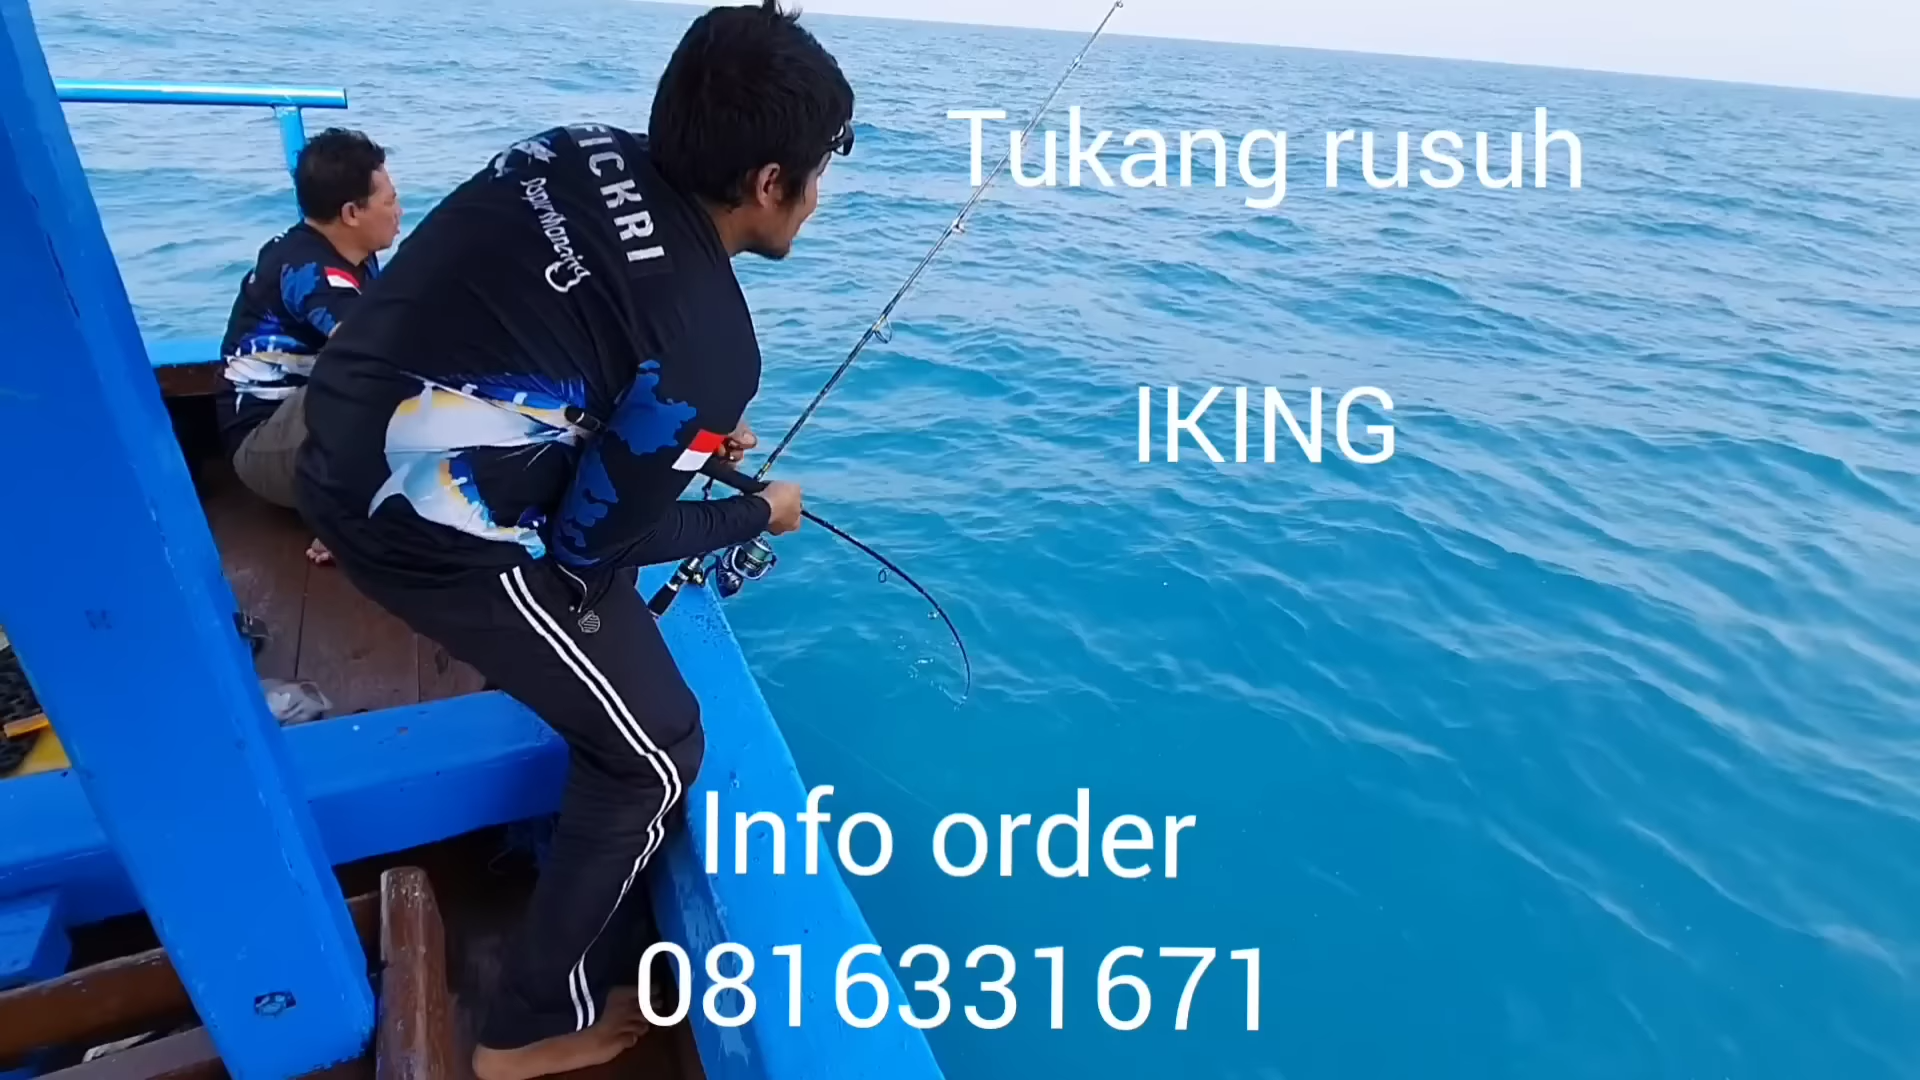 Tukang rusuh
FICKRI
IKING
Info order
0816331671